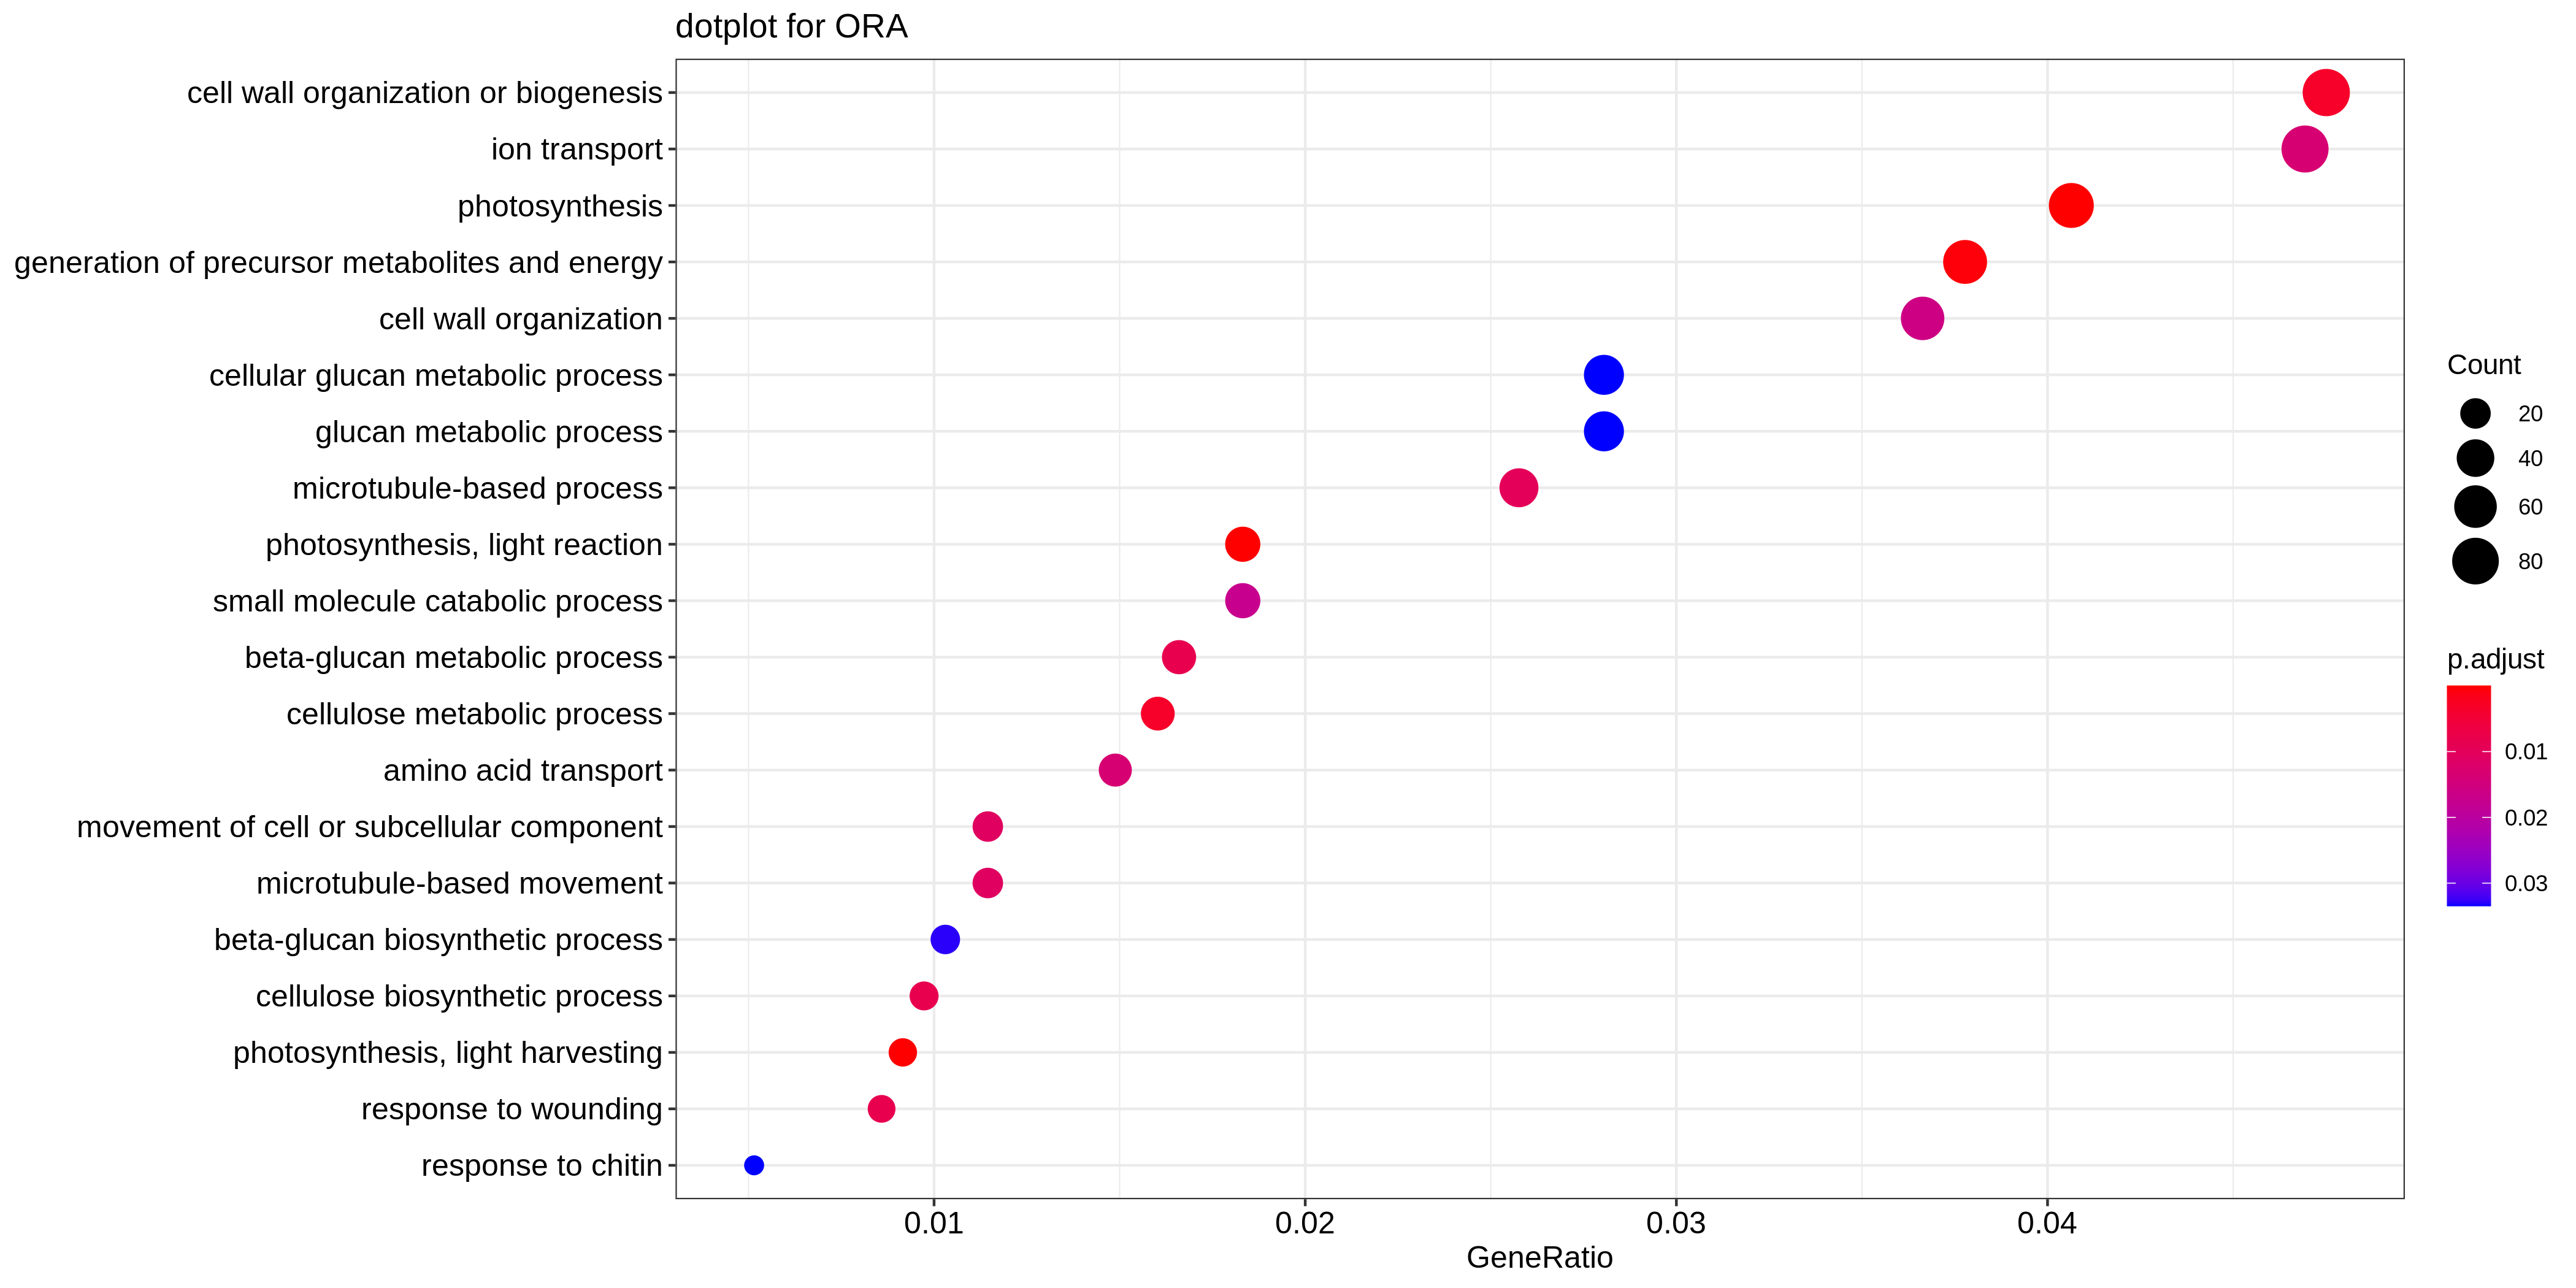 dotplot for ORA
cell wall organization or biogenesis
ion transport
photosynthesis
generation of precursor metabolites and energy
cell wall organization
cellular glucan metabolic process
glucan metabolic process
microtubule-based process
photosynthesis, light reaction
small molecule catabolic process
beta-glucan metabolic process
cellulose metabolic process
amino acid transport
movement of cell or subcellular component
microtubule-based movement
beta-glucan biosynthetic process
cellulose biosynthetic process
photosynthesis, light harvesting
response to wounding
response to chitin
0.01 0.02 0.03 0.04
GeneRatio
Count
20
40
60
80
p.adjust
0.01
0.02
0.03